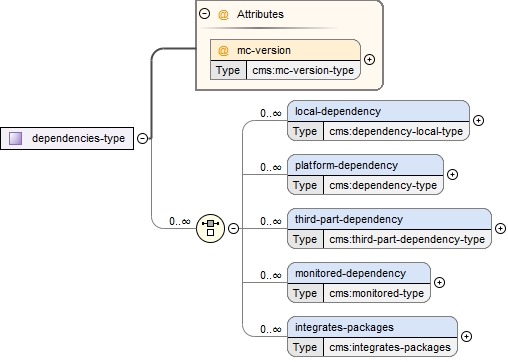 Attributes
@ mc-version
Type cms:mc-version-type
dependencies-type
0..∞
0..∞ local-dependency
Type cms:dependency-local-type
0..∞ platform-dependency
Type cms:dependency-type
0..∞ third-part-dependency
Type cms:third-part-dependency-type
0..∞ monitored-dependency
Type cms:monitored-type
0..∞ integrates-packages
Type cms:integrates-packages